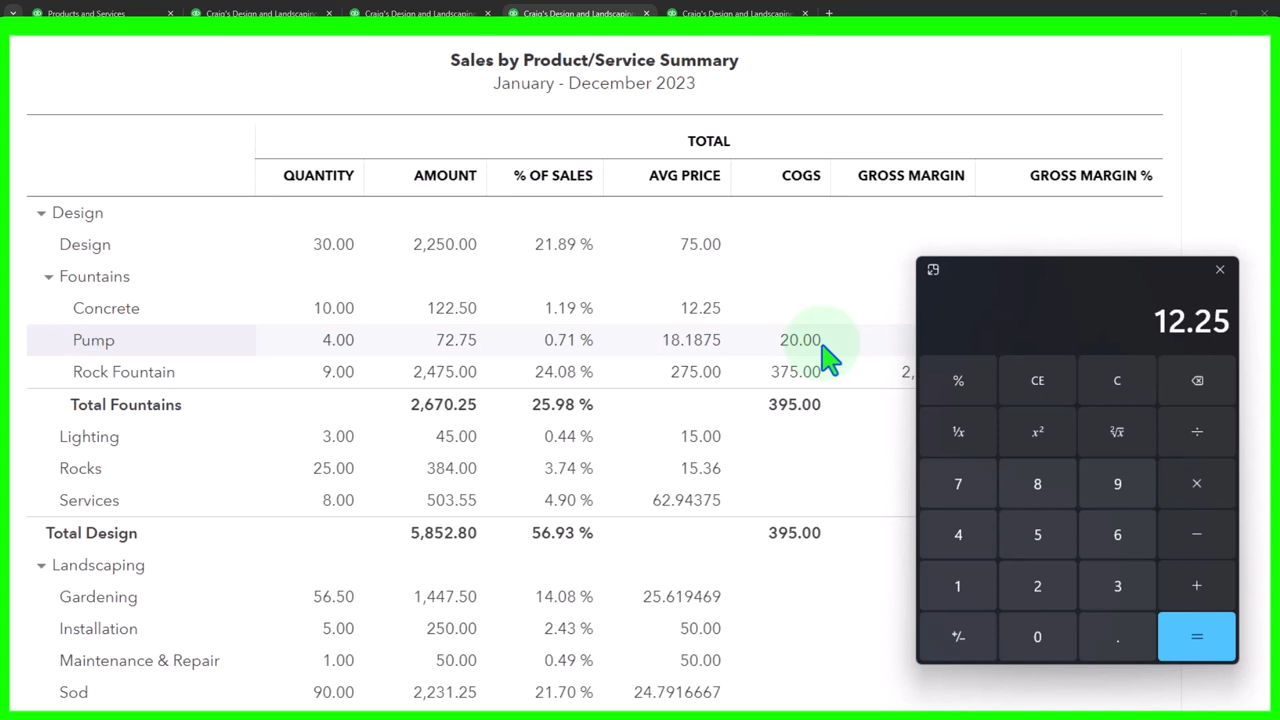 Products and Services
Craig's Design and Landscaping
Craig's Design and Landscaping
Craig's Design and Landscaping
Craig's Design and Landscaping
Sales by Product/Service Summary
January - December 2023
TOTAL
QUANTITY AMOUNT % OF SALES AVG PRICE COGS GROSS MARGIN GROSS MARGIN %
Design
Design 30.00 2,250.00 21.89 % 75.00
Fountains
Concrete 10.00 122.50 1.19 % 12.25
Pump 4.00 72.75 0.71 % 18.1875 20.00
Rock Fountain 9.00 2,475.00 24.08 % 275.00 375.00 2,
Total Fountains 2,670.25 25.98 % 395.00
Lighting 3.00 45.00 0.44 % 15.00
Rocks 25.00 384.00 3.74 % 15.36
Services 8.00 503.55 4.90 % 62.94375
Total Design 5,852.80 56.93 % 395.00
Landscaping
Gardening 56.50 1,447.50 14.08 % 25.619469
Installation 5.00 250.00 2.43 % 50.00
Maintenance & Repair 1.00 50.00 0.49 % 50.00
Sod 90.00 2,231.25 21.70 % 24.7916667
12.25
% CE C
⅟x x² ²√x ÷
7 8 9 ×
4 5 6 −
1 2 3 +
+/− 0 . =